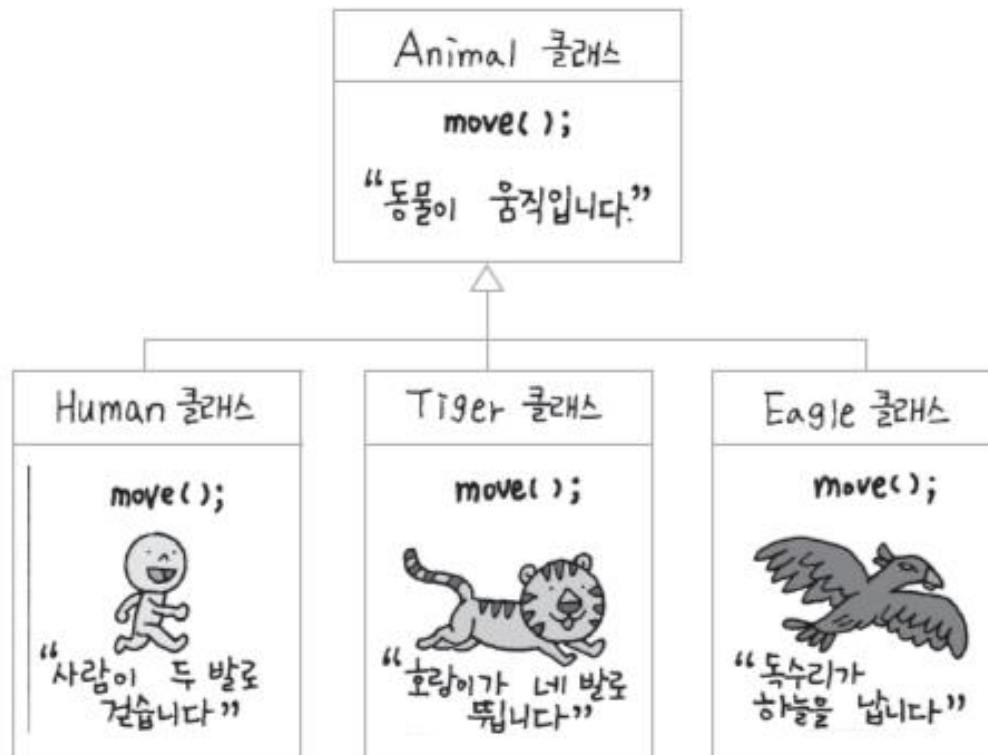 Animal 클래스
move();
“동물이 움직입니다.”
Human 클래스
move();
“사람이 두 발로
걷습니다”
Tiger 클래스
move();
“호랑이가 네 발로
뜁니다”
Eagle 클래스
move();
“독수리가
하늘을 납니다”